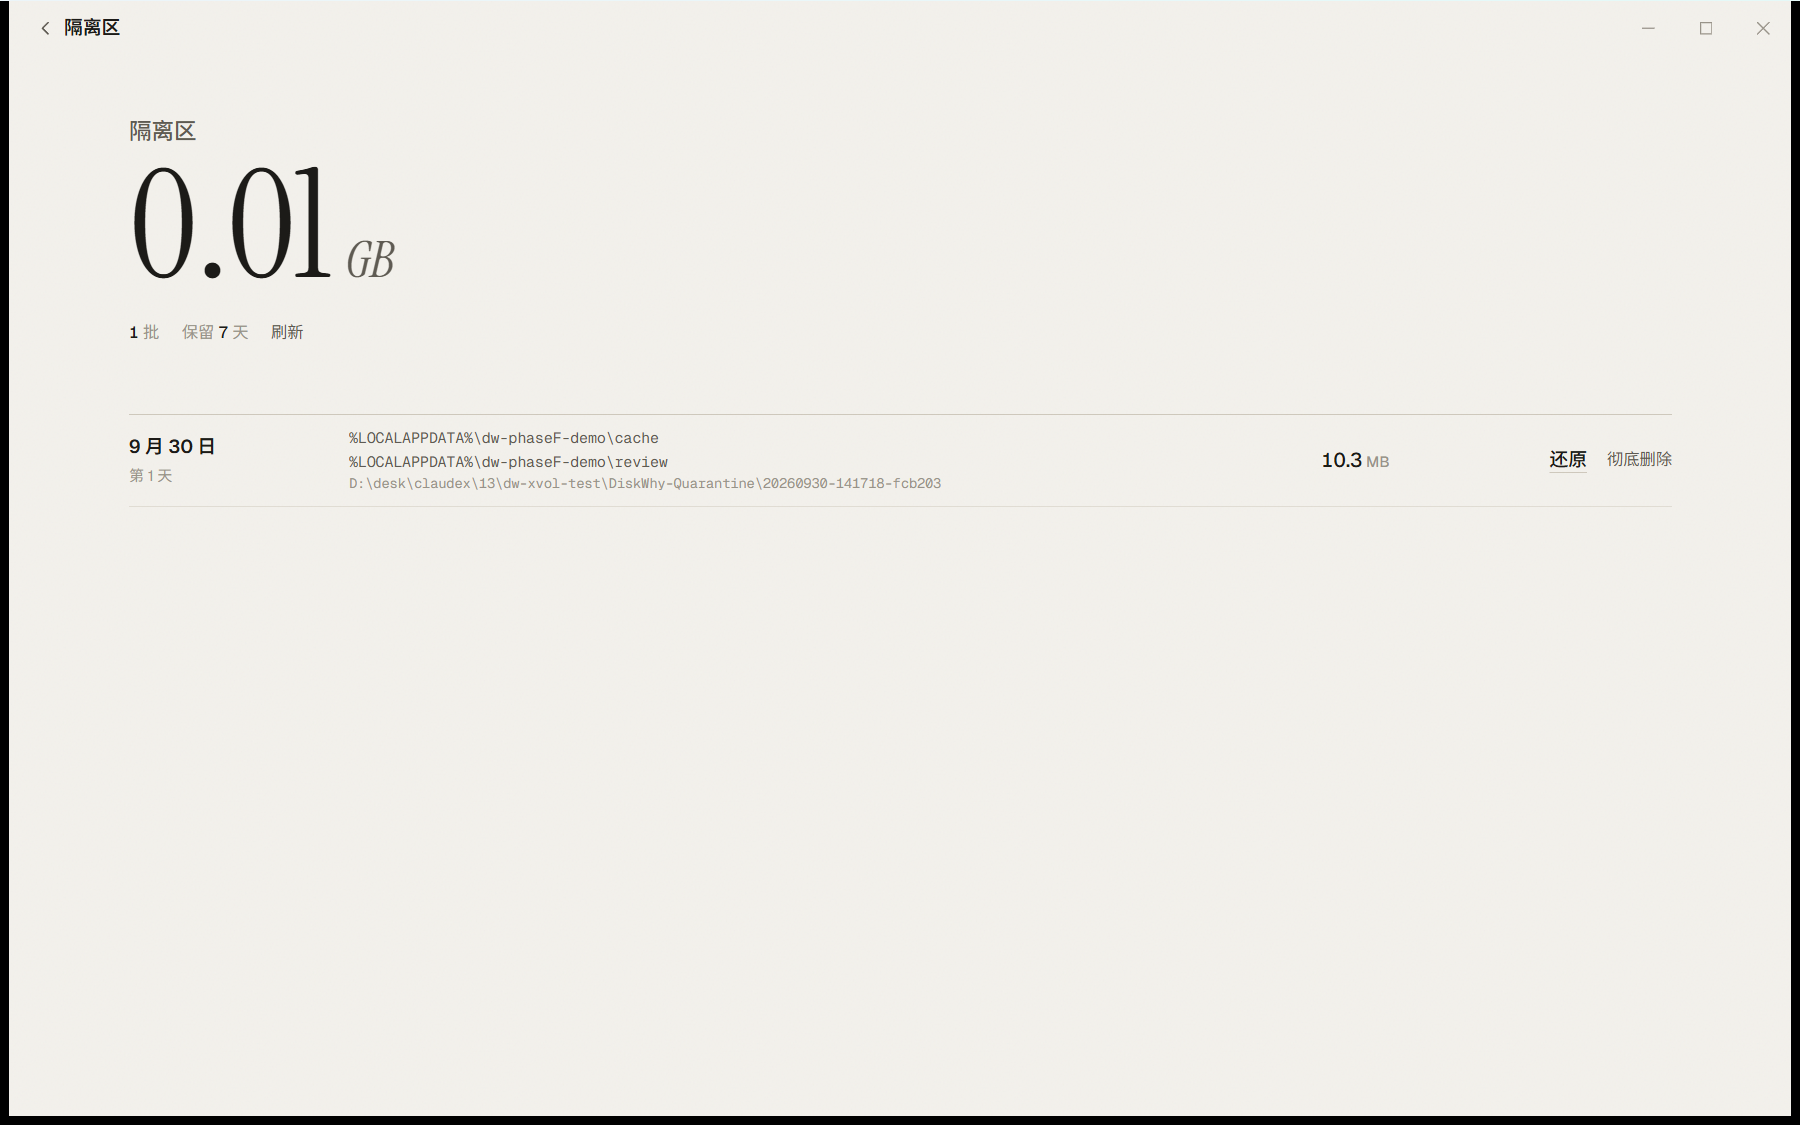 隔离区
隔离区
0.01 GB
1 批 保留 7 天 刷新
9 月 30 日
第 1 天
%LOCALAPPDATA%\dw-phaseF-demo\cache
%LOCALAPPDATA%\dw-phaseF-demo\review
D:\desk\claudex\13\dw-xvol-test\DiskWhy-Quarantine\20260930-141718-fcb203
10.3 MB
还原 彻底删除